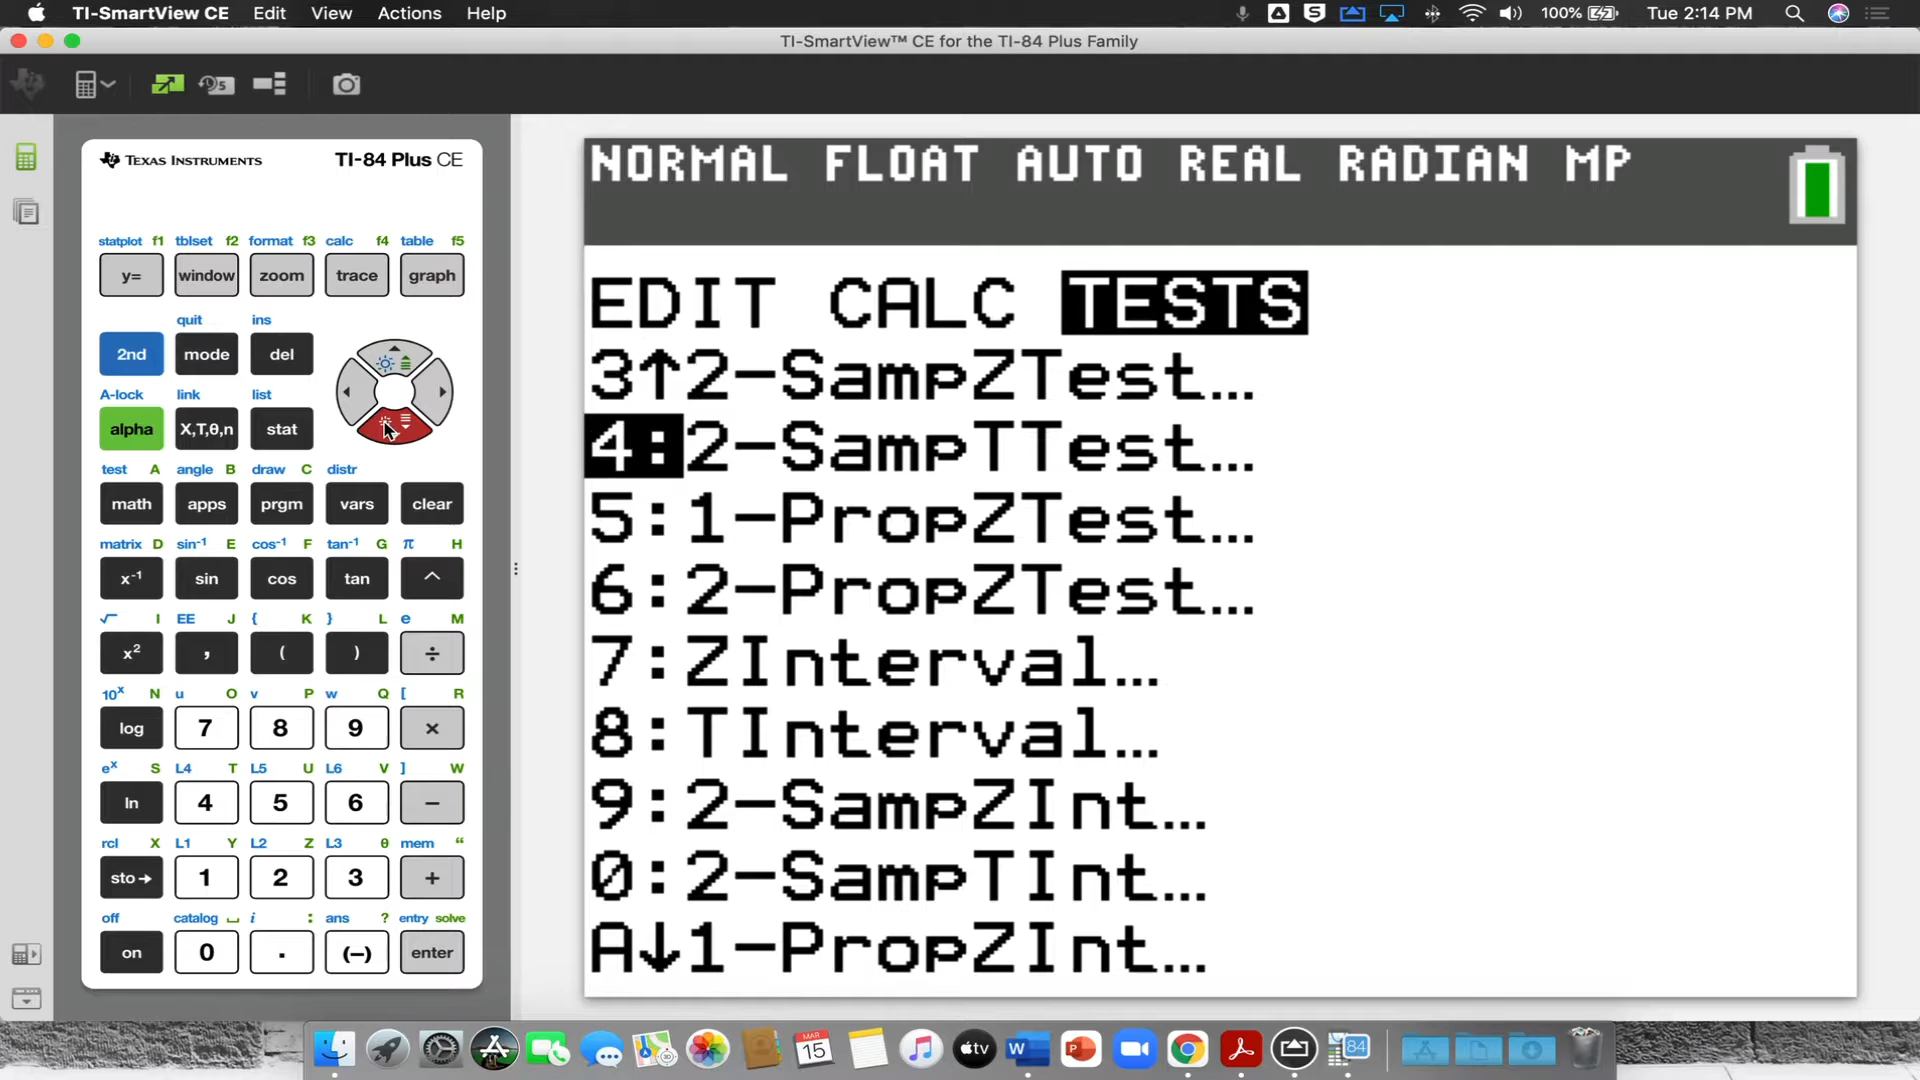 TI-SmartView CE Edit View Actions Help 100% Tue 2:14 PM
TI-SmartView™ CE for the TI-84 Plus Family
TEXAS INSTRUMENTS TI-84 Plus CE
statplot f1 tblset f2 format f3 calc f4 table f5
y= window zoom trace graph
quit ins
2nd mode del
A-lock link list
alpha X,T,θ,n stat
test A angle B draw C distr
math apps prgm vars clear
matrix D sin⁻¹ E cos⁻¹ F tan⁻¹ G π H
x⁻¹ sin cos tan ^
√ I EE J { K } L e M
x² , ( ) ÷
10ˣ N u O v P w Q [ R
log 7 8 9 ×
eˣ S L4 T L5 U L6 V ] W
ln 4 5 6 −
rcl X L1 Y L2 Z L3 θ mem “
sto→ 1 2 3 +
off catalog ⎵ i : ans ? entry solve
on 0 . (−) enter
NORMAL FLOAT AUTO REAL RADIAN MP
EDIT CALC TESTS
3↑2-SampZTest…
4:2-SampTTest…
5:1-PropZTest…
6:2-PropZTest…
7:ZInterval…
8:TInterval…
9:2-SampZInt…
0:2-SampTInt…
A↓1-PropZInt…
MAR
15
tv
W
P
84